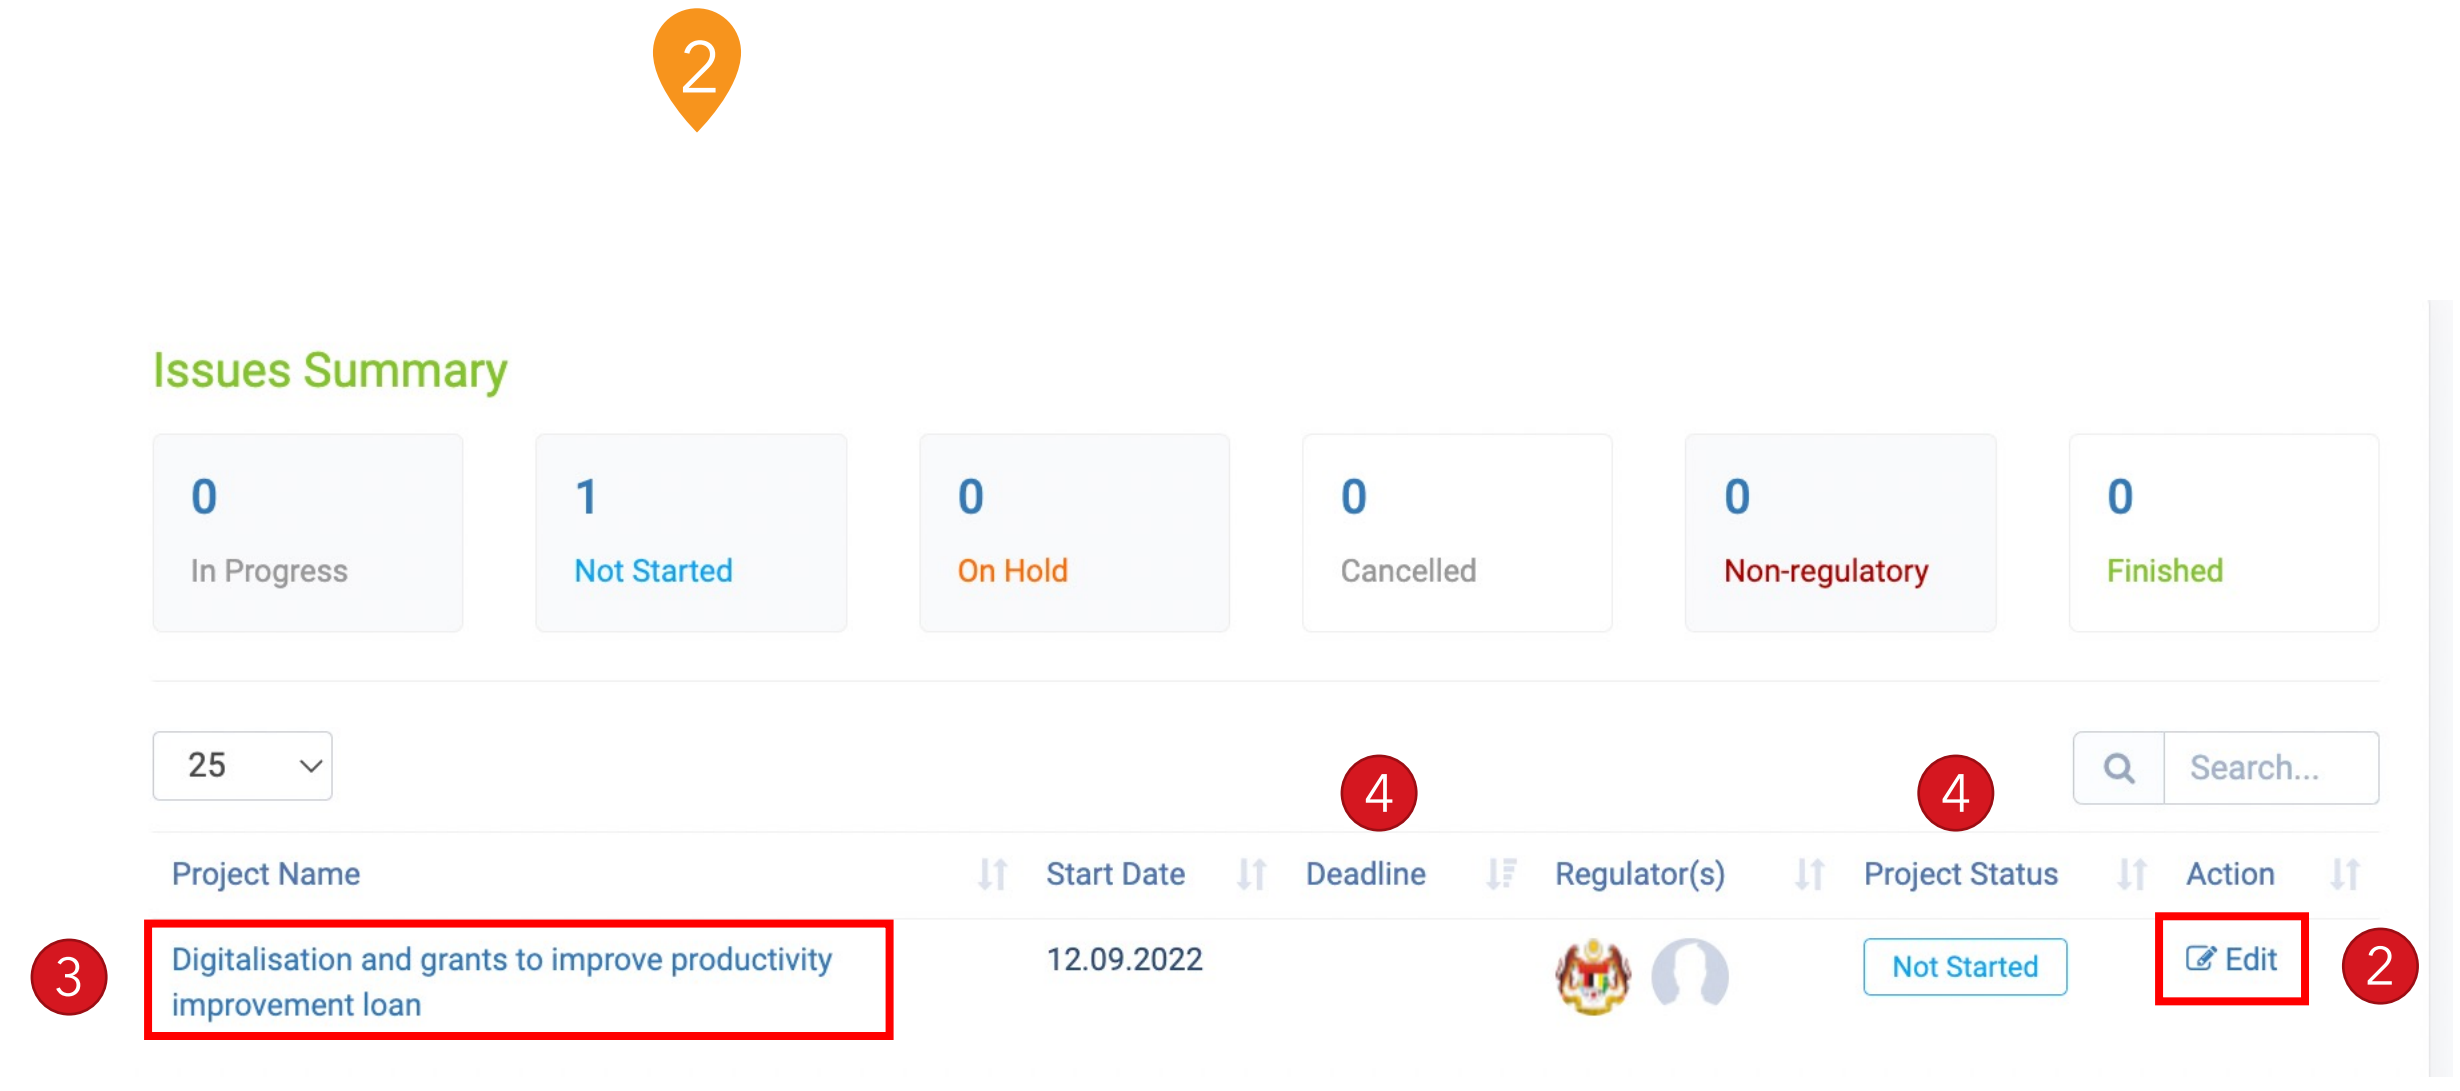 2
Issues Summary
0
1
0
0
0
0
In Progress
Not Started
On Hold
Cancelled
Non-regulatory
Finished
25
4
4
Search...
Project Name
Start Date
Deadline
Regulator(s)
Project Status
Action
3
Digitalisation and grants to improve productivity
improvement loan
12.09.2022
Not Started
Edit
2